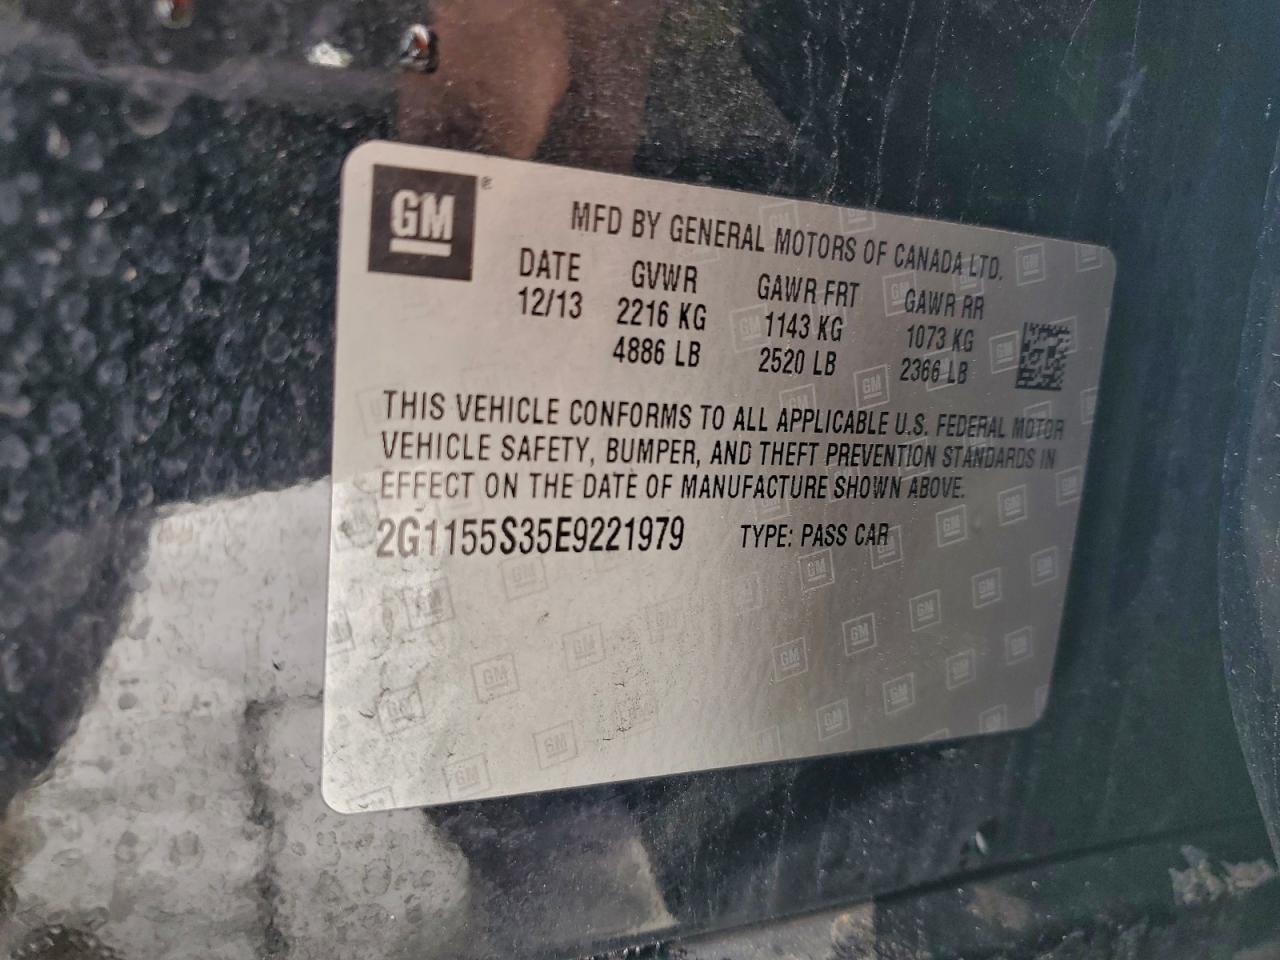 GM®
MFD BY GENERAL MOTORS OF CANADA LTD.
DATE GVWR GAWR FRT GAWR RR
12/13 2216 KG 1143 KG 1073 KG
4886 LB 2520 LB 2366 LB
THIS VEHICLE CONFORMS TO ALL APPLICABLE U.S. FEDERAL MOTOR
VEHICLE SAFETY, BUMPER, AND THEFT PREVENTION STANDARDS IN
EFFECT ON THE DATE OF MANUFACTURE SHOWN ABOVE.
2G1155S35E9221979 TYPE: PASS CAR